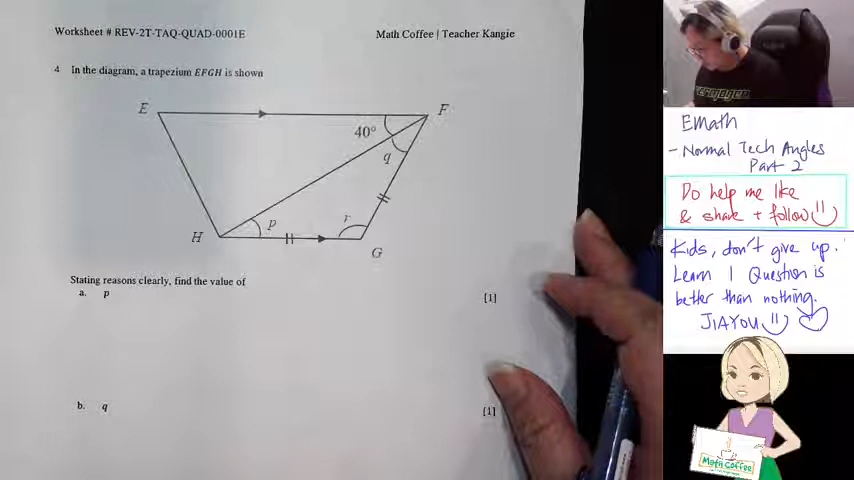 Worksheet # REV-2T-TAQ-QUAD-0001E
Math Coffee | Teacher Kangie
4 In the diagram, a trapezium EFGH is shown
E
F
40°
q
H
p
r
G
Stating reasons clearly, find the value of
a. p [1]
b. q [1]
EMath
- Normal Tech Angles
Part 2
Do help me like
& share + follow
Kids, don't give up.
Learn 1 Question is
better than nothing.
JIAYOU
Math Coffee